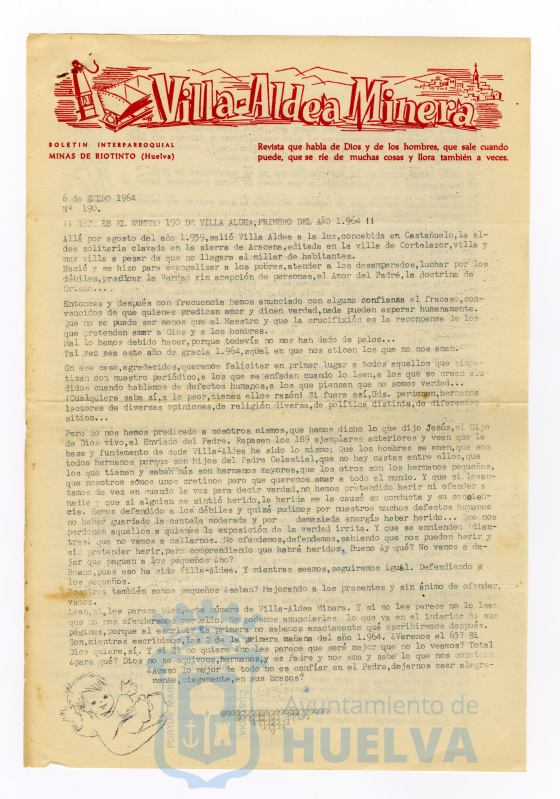 Villa-Aldea Minera
BOLETIN INTERPARROQUIAL
MINAS DE RIOTINTO (Huelva)
Revista que habla de Dios y de los hombres, que sale cuando
puede, que se ríe de muchas cosas y llora también a veces.
6 de ENERO 1964
Nº 190.
¡¡ ES EL NUMERO 190 DE VILLA ALDEA, PRIMERO DEL AÑO 1.964 !!
Allá por agosto del año 1.959, salió Villa Aldea a la luz, concebida en Castañuelo, la al-
dea solitaria clavada en la sierra de Aracena, editada en la villa de Cortelazor, villa y
muy villa a pesar de que no llegara al millar de habitantes.
Nació y se hizo para evangelizar a los pobres, atender a los desamparados, luchar por los
débiles, predicar la Verdad sin acepción de personas, el Amor del Padre, la doctrina de
Cristo...
Entonces y después con frecuencia hemos anunciado con alguna confianza el fracaso, con-
vencidos de que quienes predican amor y dicen verdad, nada pueden esperar humanamente.
Que no se puede ser menos que el Maestro y que la crucifixión es la recompensa de los
que pretenden amar a Dios y a los hombres.
Mal lo hemos debido hacer, porque todavía no nos han dado de palos...
Tal vez sea este año de gracia 1.964, aquel en que nos aticen los que no nos aman.
En ese caso, agradecidos, queremos felicitar en primer lugar a todos aquellos que simpa-
tizan con nuestro periódico, a los que se enfadan cuando lo leen, a los que se creen alu-
didos cuando hablamos de defectos humanos, a los que piensan que no somos verdad...
¡Cualquiera sabe si, a lo peor, tienen ellos razón! Si fuera así, Uds. perdonen, hermanos
lectores de diversas opiniones, de religión diversa, de política distinta, de diferentes
sitios...
Pero no nos hemos predicado a nosotros mismos, que hemos dicho lo que dijo Jesús, el Hijo
de Dios vivo, el Enviado del Padre. Repasen los 189 ejemplares anteriores y vean que la
base y fundamento de cada Villa-Aldea ha sido lo mismo: Que los hombres se amen, que son
todos hermanos porque son hijos del Padre Celestial, que no hay castas entre ellos, que
los que tienen y saben más son hermanos mayores, que los otros son los hermanos pequeños,
que nosotros somos unos cretinos pero que queremos amar a todo el mundo. Y que si levan-
tamos de vez en cuando la voz para decir verdad, no hemos pretendido herir ni ofender a
nadie y que si alguien se sintió herido, la herida se la causó su conducta y su concien-
cia. Hemos defendido a los débiles y quizá pudimos por nuestros muchos defectos humanos
no haber guardado la cautela moderada y por demasiada energía haber herido... Que nos
perdonen aquellos a quienes la exposición de la verdad irrita. Y que se entienden
que no vamos a callarnos. No ofendemos, defendemos, sabiendo que nos pueden herir y
sin pretender herir, pero comprendiendo que habrá heridos. Bueno ¿y qué? No vamos a de-
jar que peguen a los pequeños ¿no?
Bueno, pues eso ha sido Villa-Aldea. Y mientras seamos, seguiremos igual. Defendiendo a
los pequeños.
Nosotros también somos pequeños ¿saben? Mejorando a los presentes y sin ánimo de ofender,
vamos.
Lean, si les parece bien, el número de Villa-Aldea Minera. Y si no les parece no lo lean
que no nos ofenderemos por ello. Podemos anunciarles lo que va en el interior de sus
páginas, porque al escribir la primera no sabemos exactamente qué escribiremos después.
Son, mientras escribimos, las 2 de la primera mañana del año 1.964. ¿Veremos el 65? Si
Dios quiere, sí. Y si El no quiere ¿no les parece que será mejor que no lo veamos? Total
¿para qué? Dios no se equivoca, hermanos, y es Padre y nos ama y sabe lo que nos conviene
¿Acaso lo mejor de todo no es confiar en el Padre, dejarnos caer alegre-
mente, ciegamente, en sus brazos?
PORTUS MARIS
Ayuntamiento de
HUELVA